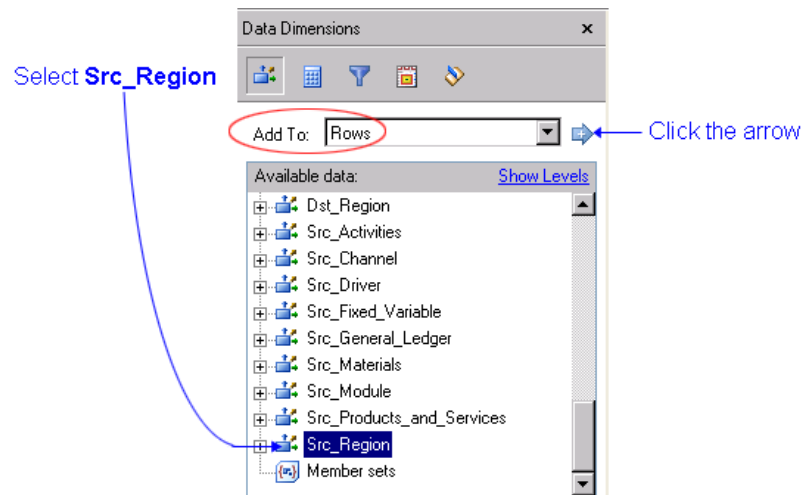 Data Dimensions
Select Src_Region
Add To: Rows
Click the arrow
Available data: Show Levels
Dst_Region
Src_Activities
Src_Channel
Src_Driver
Src_Fixed_Variable
Src_General_Ledger
Src_Materials
Src_Module
Src_Products_and_Services
Src_Region
Member sets